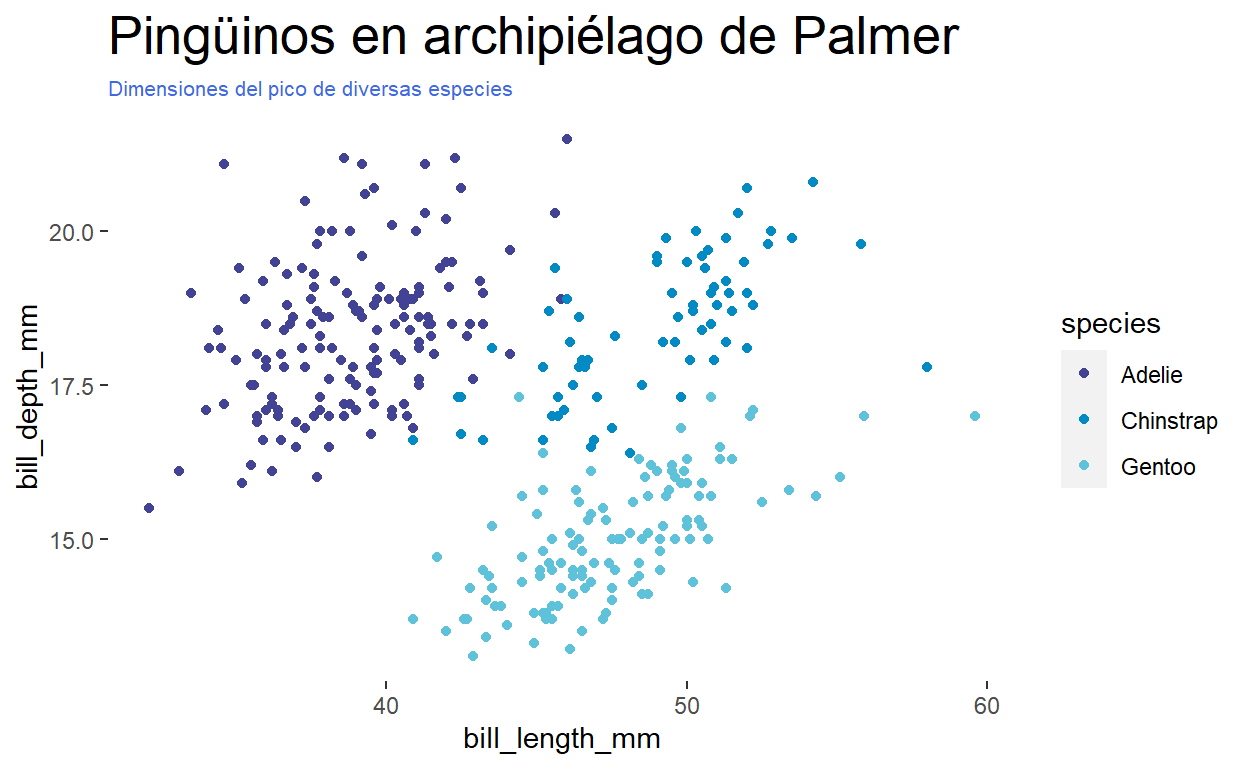 Pingüinos en archipiélago de Palmer
Dimensiones del pico de diversas especies
bill_depth_mm
20.0
17.5
15.0
40
50
60
bill_length_mm
species
Adelie
Chinstrap
Gentoo